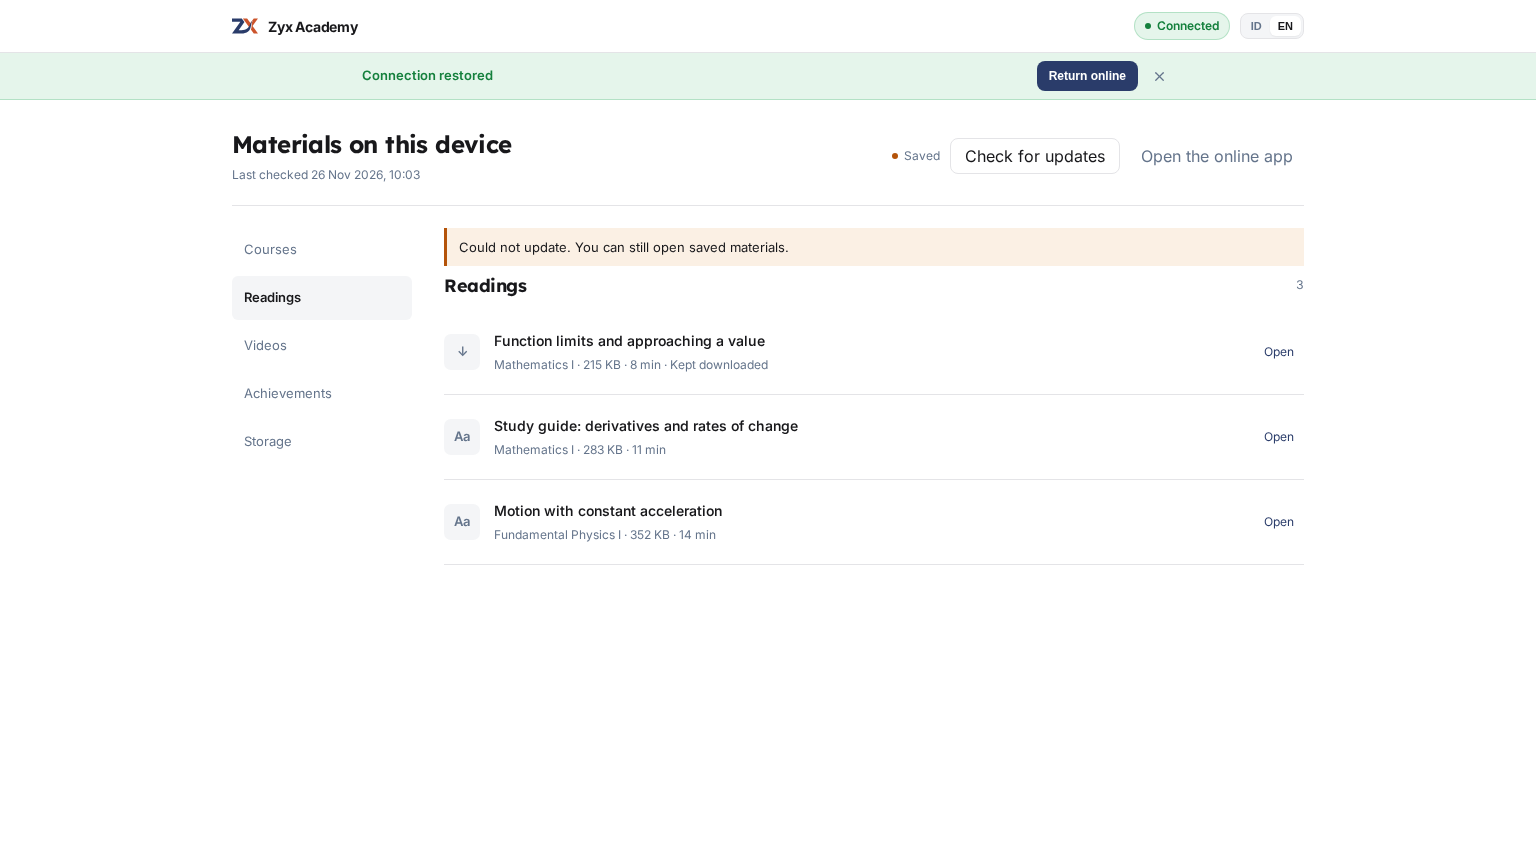 Zyx Academy
Connected
ID EN
Connection restored
Return online
Materials on this device
Last checked 26 Nov 2026, 10:03
Saved
Check for updates
Open the online app
Courses
Readings
Videos
Achievements
Storage
Could not update. You can still open saved materials.
Readings
3
Function limits and approaching a value
Mathematics I · 215 KB · 8 min · Kept downloaded
Open
Aa
Study guide: derivatives and rates of change
Mathematics I · 283 KB · 11 min
Open
Aa
Motion with constant acceleration
Fundamental Physics I · 352 KB · 14 min
Open